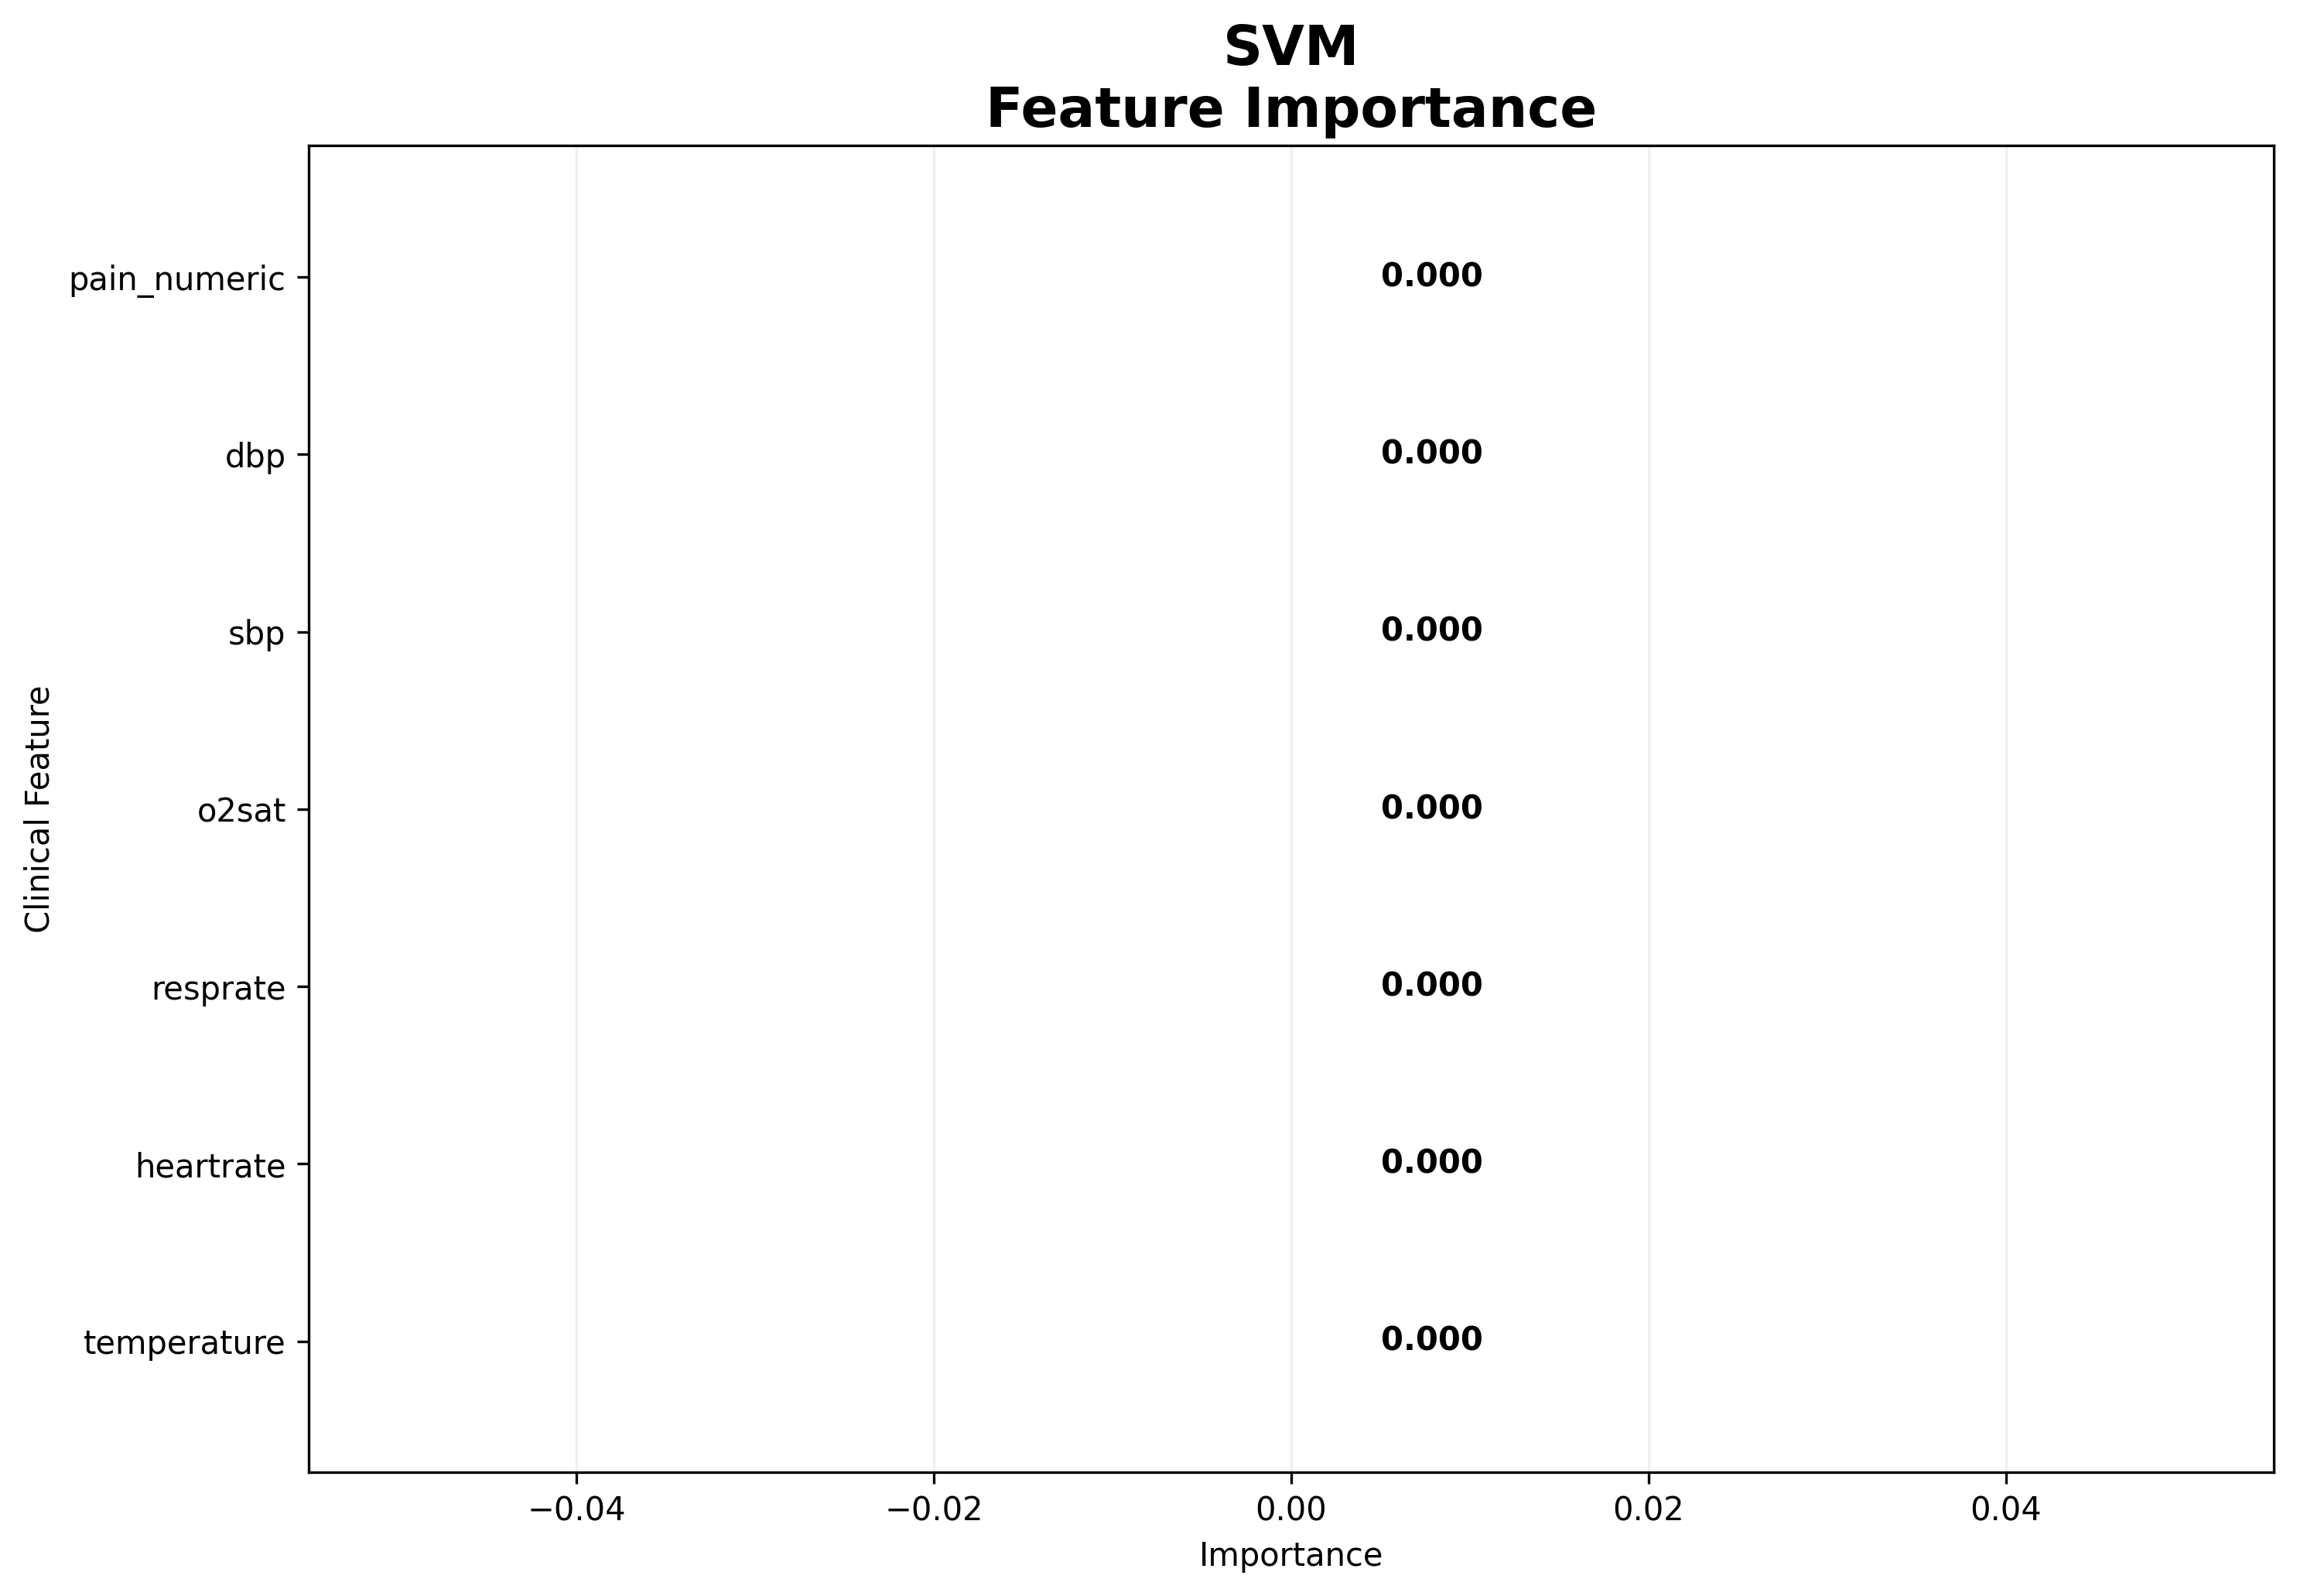 SVM
Feature Importance
pain_numeric
0.000
dbp
0.000
sbp
0.000
Clinical Feature
o2sat
0.000
resprate
0.000
heartrate
0.000
temperature
0.000
−0.04
−0.02
0.00
0.02
0.04
Importance